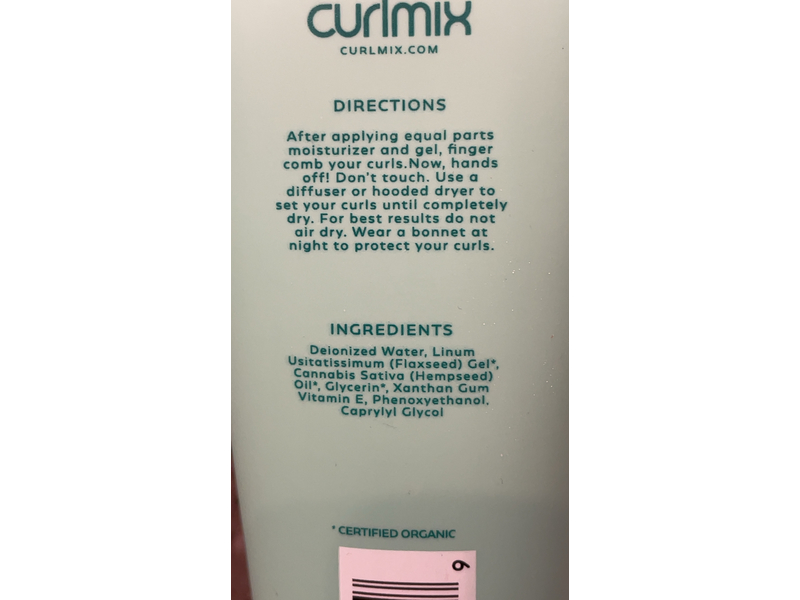 curlmix
CURLMIX.COM
DIRECTIONS
After applying equal parts
moisturizer and gel, finger
comb your curls.Now, hands
off! Don't touch. Use a
diffuser or hooded dryer to
set your curls until completely
dry. For best results do not
air dry. Wear a bonnet at
night to protect your curls.
INGREDIENTS
Deionized Water, Linum
Usitatissimum (Flaxseed) Gel*,
Cannabis Sativa (Hempseed)
Oil*, Glycerin*, Xanthan Gum
Vitamin E, Phenoxyethanol,
Caprylyl Glycol
* CERTIFIED ORGANIC
9